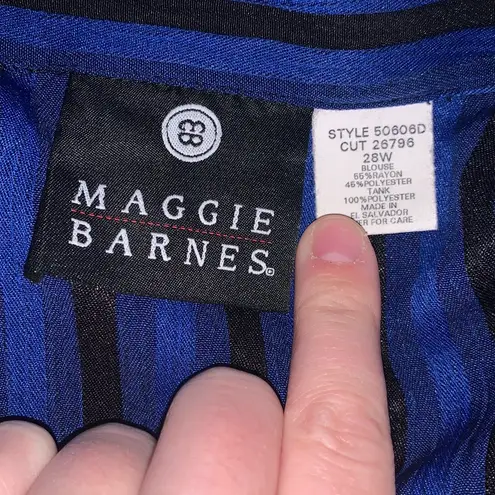 MAGGIE
BARNES
STYLE 50606D
CUT 26796
28W
BLOUSE
55%RAYON
45%POLYESTER
TANK
100%POLYESTER
MADE IN
EL SALVADOR
FOR CARE